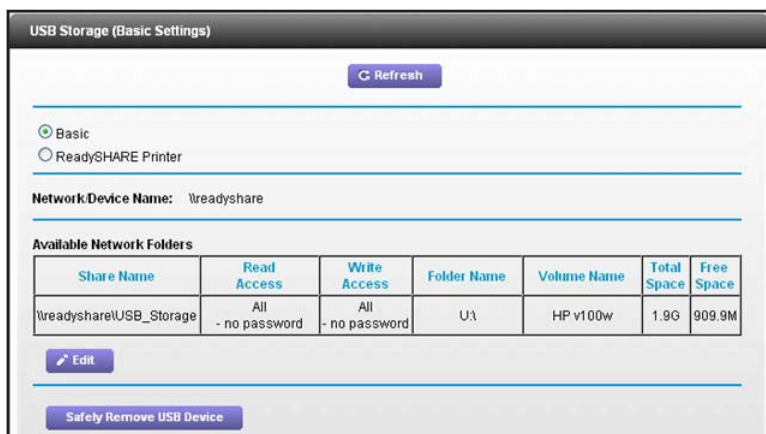 USB Storage (Basic Settings)
Refresh
Basic
ReadySHARE Printer
Network/Device Name: \\readyshare
Available Network Folders
Share Name Read Access Write Access Folder Name Volume Name Total Space Free Space
\\readyshare\USB_Storage All - no password All - no password U:\ HP v100w 1.9G 909.9M
Edit
Safely Remove USB Device